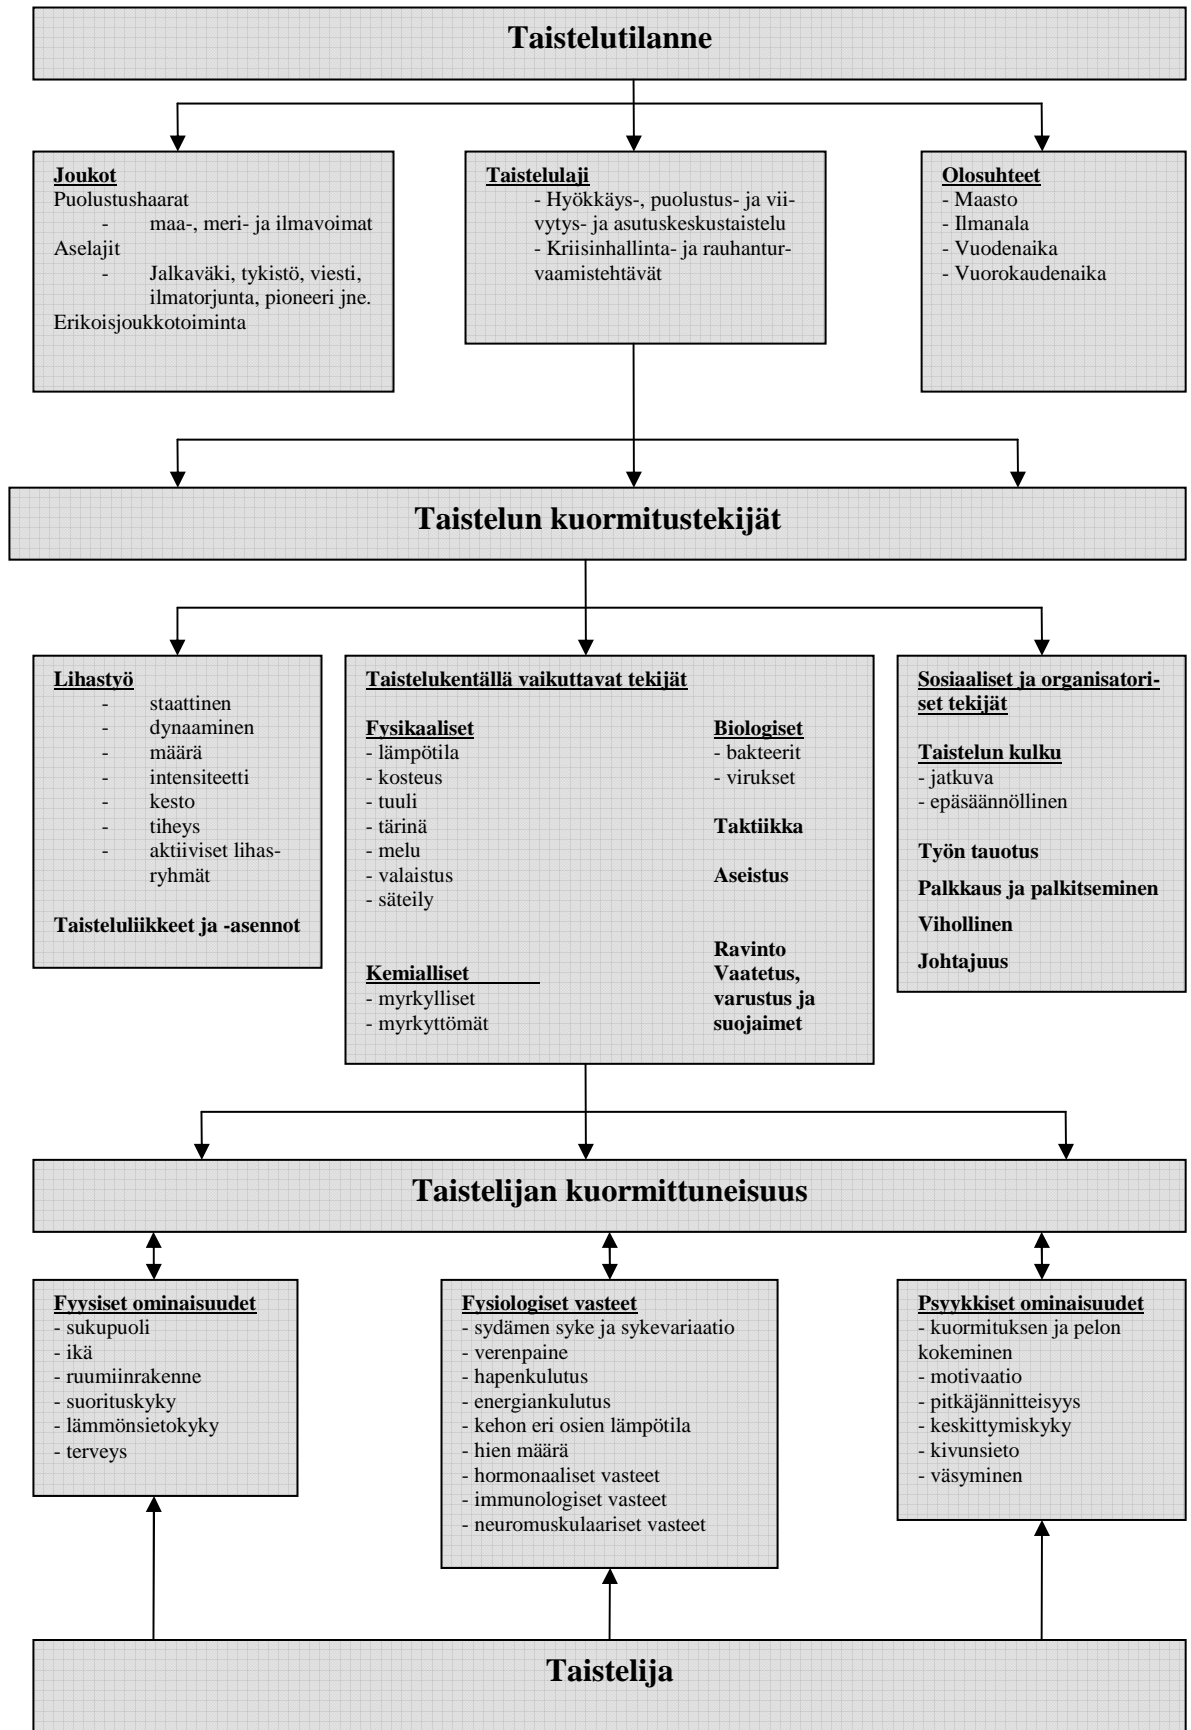 Taistelutilanne
Joukot
Puolustushaarat
- maa-, meri- ja ilmavoimat
Aselajit
- Jalkaväki, tykistö, viesti,
ilmatorjunta, pioneeri jne.
Erikoisjoukkotoiminta
Taistelulaji
- Hyökkäys-, puolustus- ja vii-
vytys- ja asutuskeskustaistelu
- Kriisinhallinta- ja rauhantur-
vaamistehtävät
Olosuhteet
- Maasto
- Ilmanala
- Vuodenaika
- Vuorokaudenaika
Taistelun kuormitustekijät
Lihastyö
- staattinen
- dynaaminen
- määrä
- intensiteetti
- kesto
- tiheys
- aktiiviset lihas-
ryhmät
Taisteluliikkeet ja -asennot
Taistelukentällä vaikuttavat tekijät
Fysikaaliset
- lämpötila
- kosteus
- tuuli
- tärinä
- melu
- valaistus
- säteily
Kemialliset
- myrkylliset
- myrkyttömät
Biologiset
- bakteerit
- virukset
Taktiikka
Aseistus
Ravinto
Vaatetus,
varustus ja
suojaimet
Sosiaaliset ja organisatori-
set tekijät
Taistelun kulku
- jatkuva
- epäsäännöllinen
Työn tauotus
Palkkaus ja palkitseminen
Vihollinen
Johtajuus
Taistelijan kuormittuneisuus
Fyysiset ominaisuudet
- sukupuoli
- ikä
- ruumiinrakenne
- suorituskyky
- lämmönsietokyky
- terveys
Fysiologiset vasteet
- sydämen syke ja sykevariaatio
- verenpaine
- hapenkulutus
- energiankulutus
- kehon eri osien lämpötila
- hien määrä
- hormonaaliset vasteet
- immunologiset vasteet
- neuromuskulaariset vasteet
Psyykkiset ominaisuudet
- kuormituksen ja pelon
kokeminen
- motivaatio
- pitkäjännitteisyys
- keskittymiskyky
- kivunsieto
- väsyminen
Taistelija